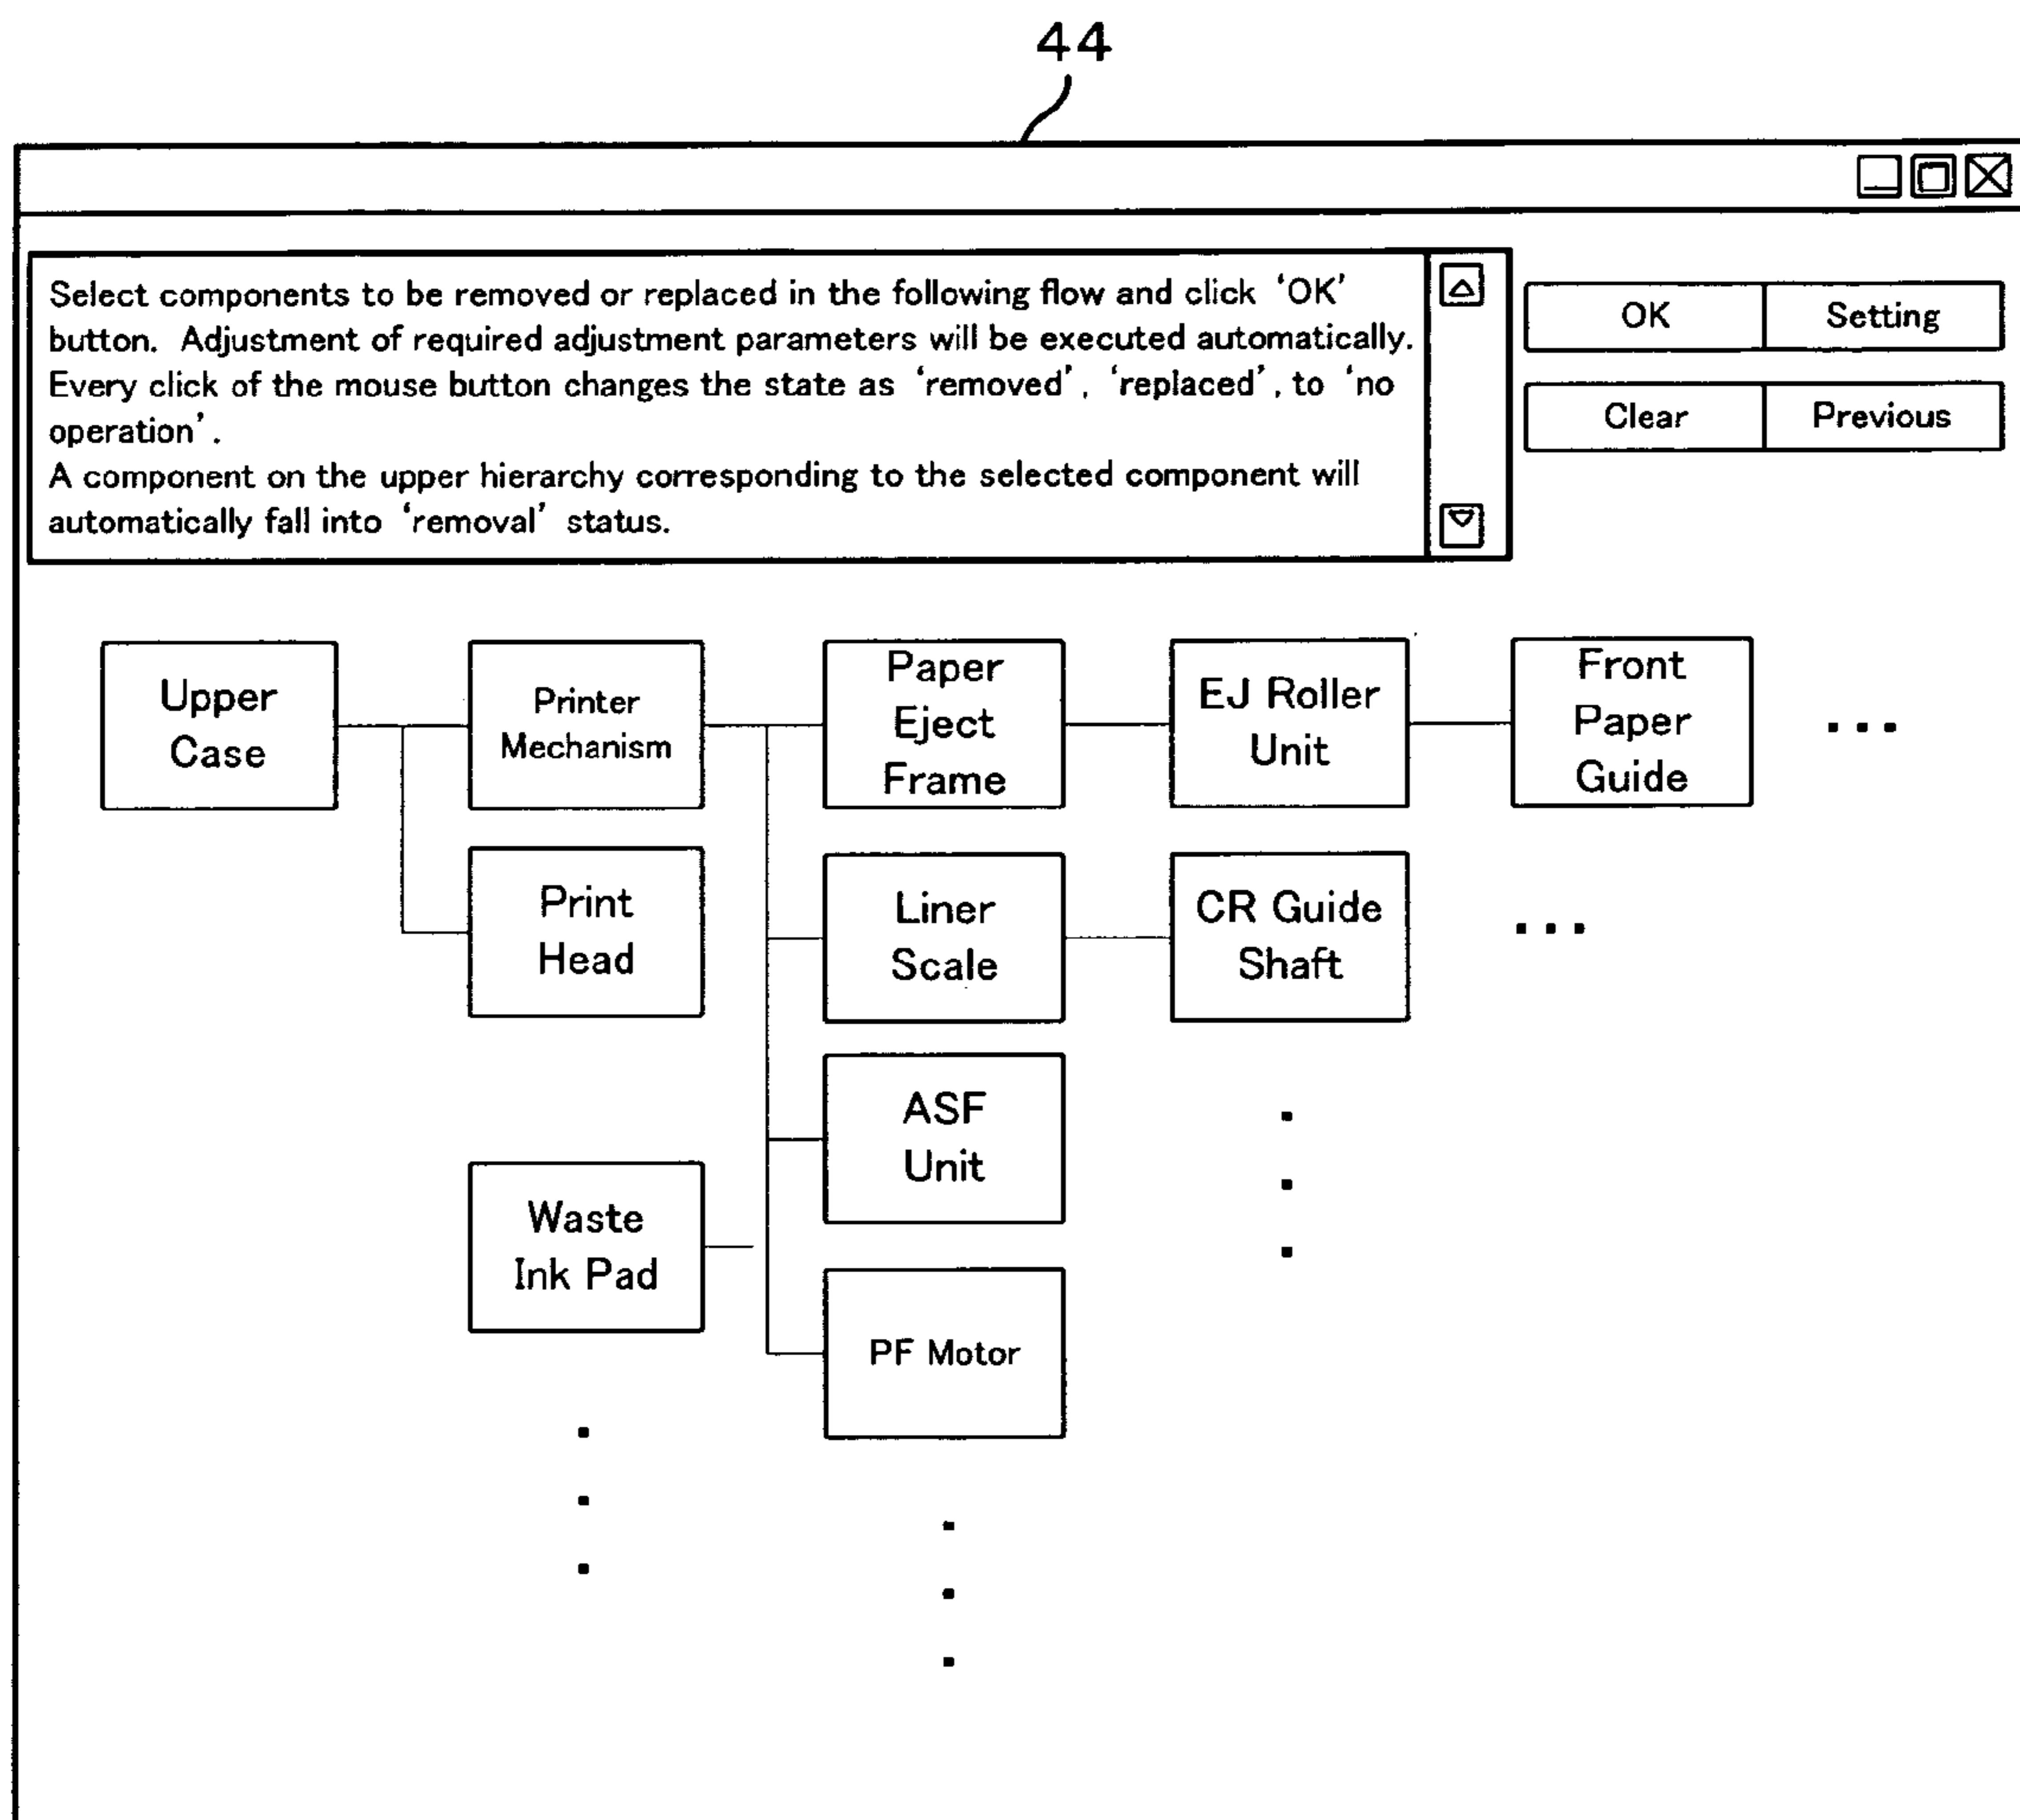 44
Select components to be removed or replaced in the following flow and click 'OK'
button. Adjustment of required adjustment parameters will be executed automatically.
Every click of the mouse button changes the state as 'removed', 'replaced', to 'no
operation'.
A component on the upper hierarchy corresponding to the selected component will
automatically fall into 'removal' status.
OK
Setting
Clear
Previous
Upper
Case
Printer
Mechanism
Paper
Eject
Frame
EJ Roller
Unit
Front
Paper
Guide
...
Print
Head
Liner
Scale
CR Guide
Shaft
...
ASF
Unit
Waste
Ink Pad
PF Motor